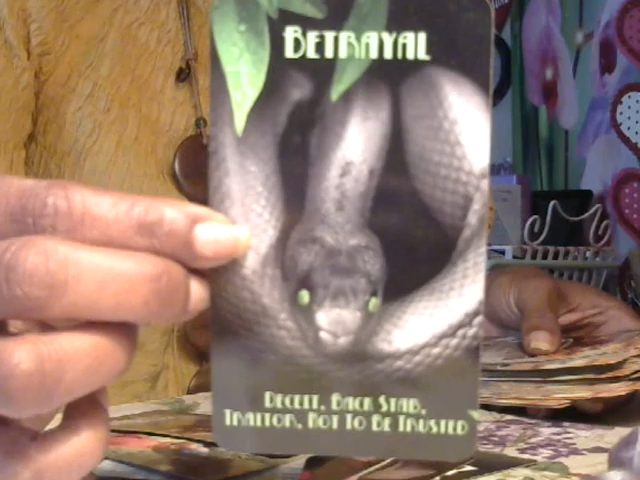 BETRAYAL
DECEIT, BACK STAB,
TRAITOR, NOT TO BE TRUSTED